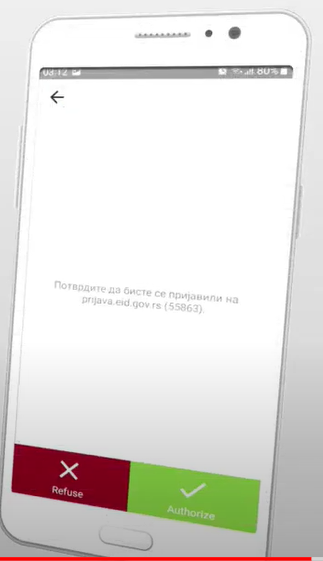 03:12 80%
Потврдите да бисте се пријавили на
prijava.eid.gov.rs (55863).
Refuse
Authorize